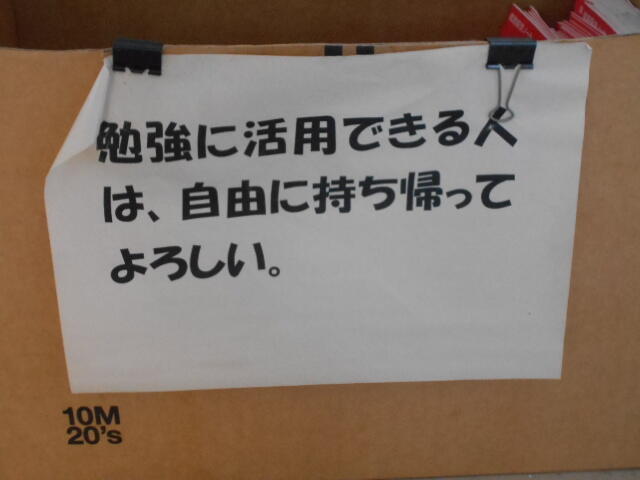 勉強に活用できる人
は、自由に持ち帰って
よろしい。
10M
20's